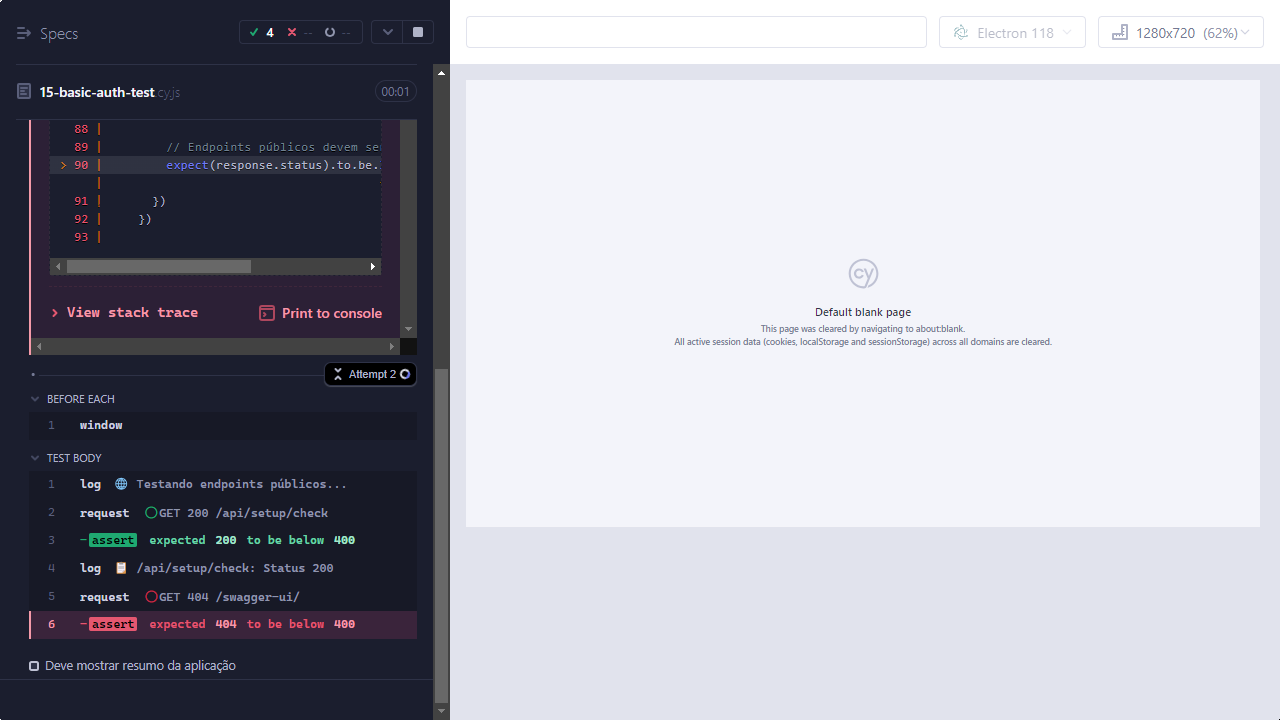 Specs
4
--
--
Electron 118
1280x720 (62%)
15-basic-auth-test.cy.js
00:01
88 |
89 | // Endpoints públicos devem se
> 90 | expect(response.status).to.be.
|
91 | })
92 | })
93 |
View stack trace
Print to console
Attempt 2
BEFORE EACH
1 window
TEST BODY
1 log 🌐 Testando endpoints públicos...
2 request GET 200 /api/setup/check
3 -assert expected 200 to be below 400
4 log 📋 /api/setup/check: Status 200
5 request GET 404 /swagger-ui/
6 -assert expected 404 to be below 400
Deve mostrar resumo da aplicação
cy
Default blank page
This page was cleared by navigating to about:blank.
All active session data (cookies, localStorage and sessionStorage) across all domains are cleared.